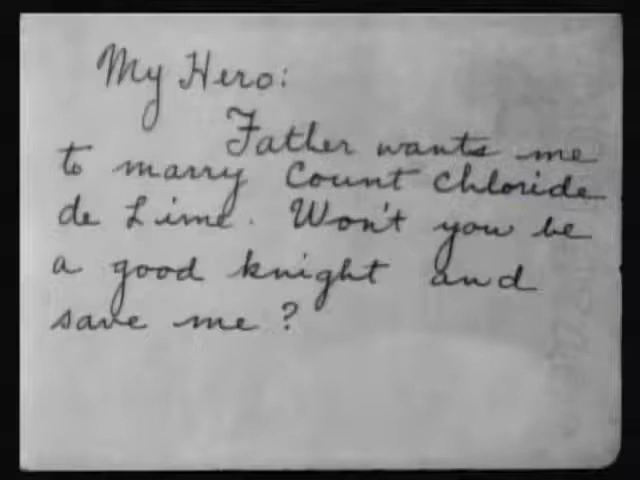 My Hero:
Father wants me
to marry Count Chloride
de Lime. Won't you be
a good knight and
save me?